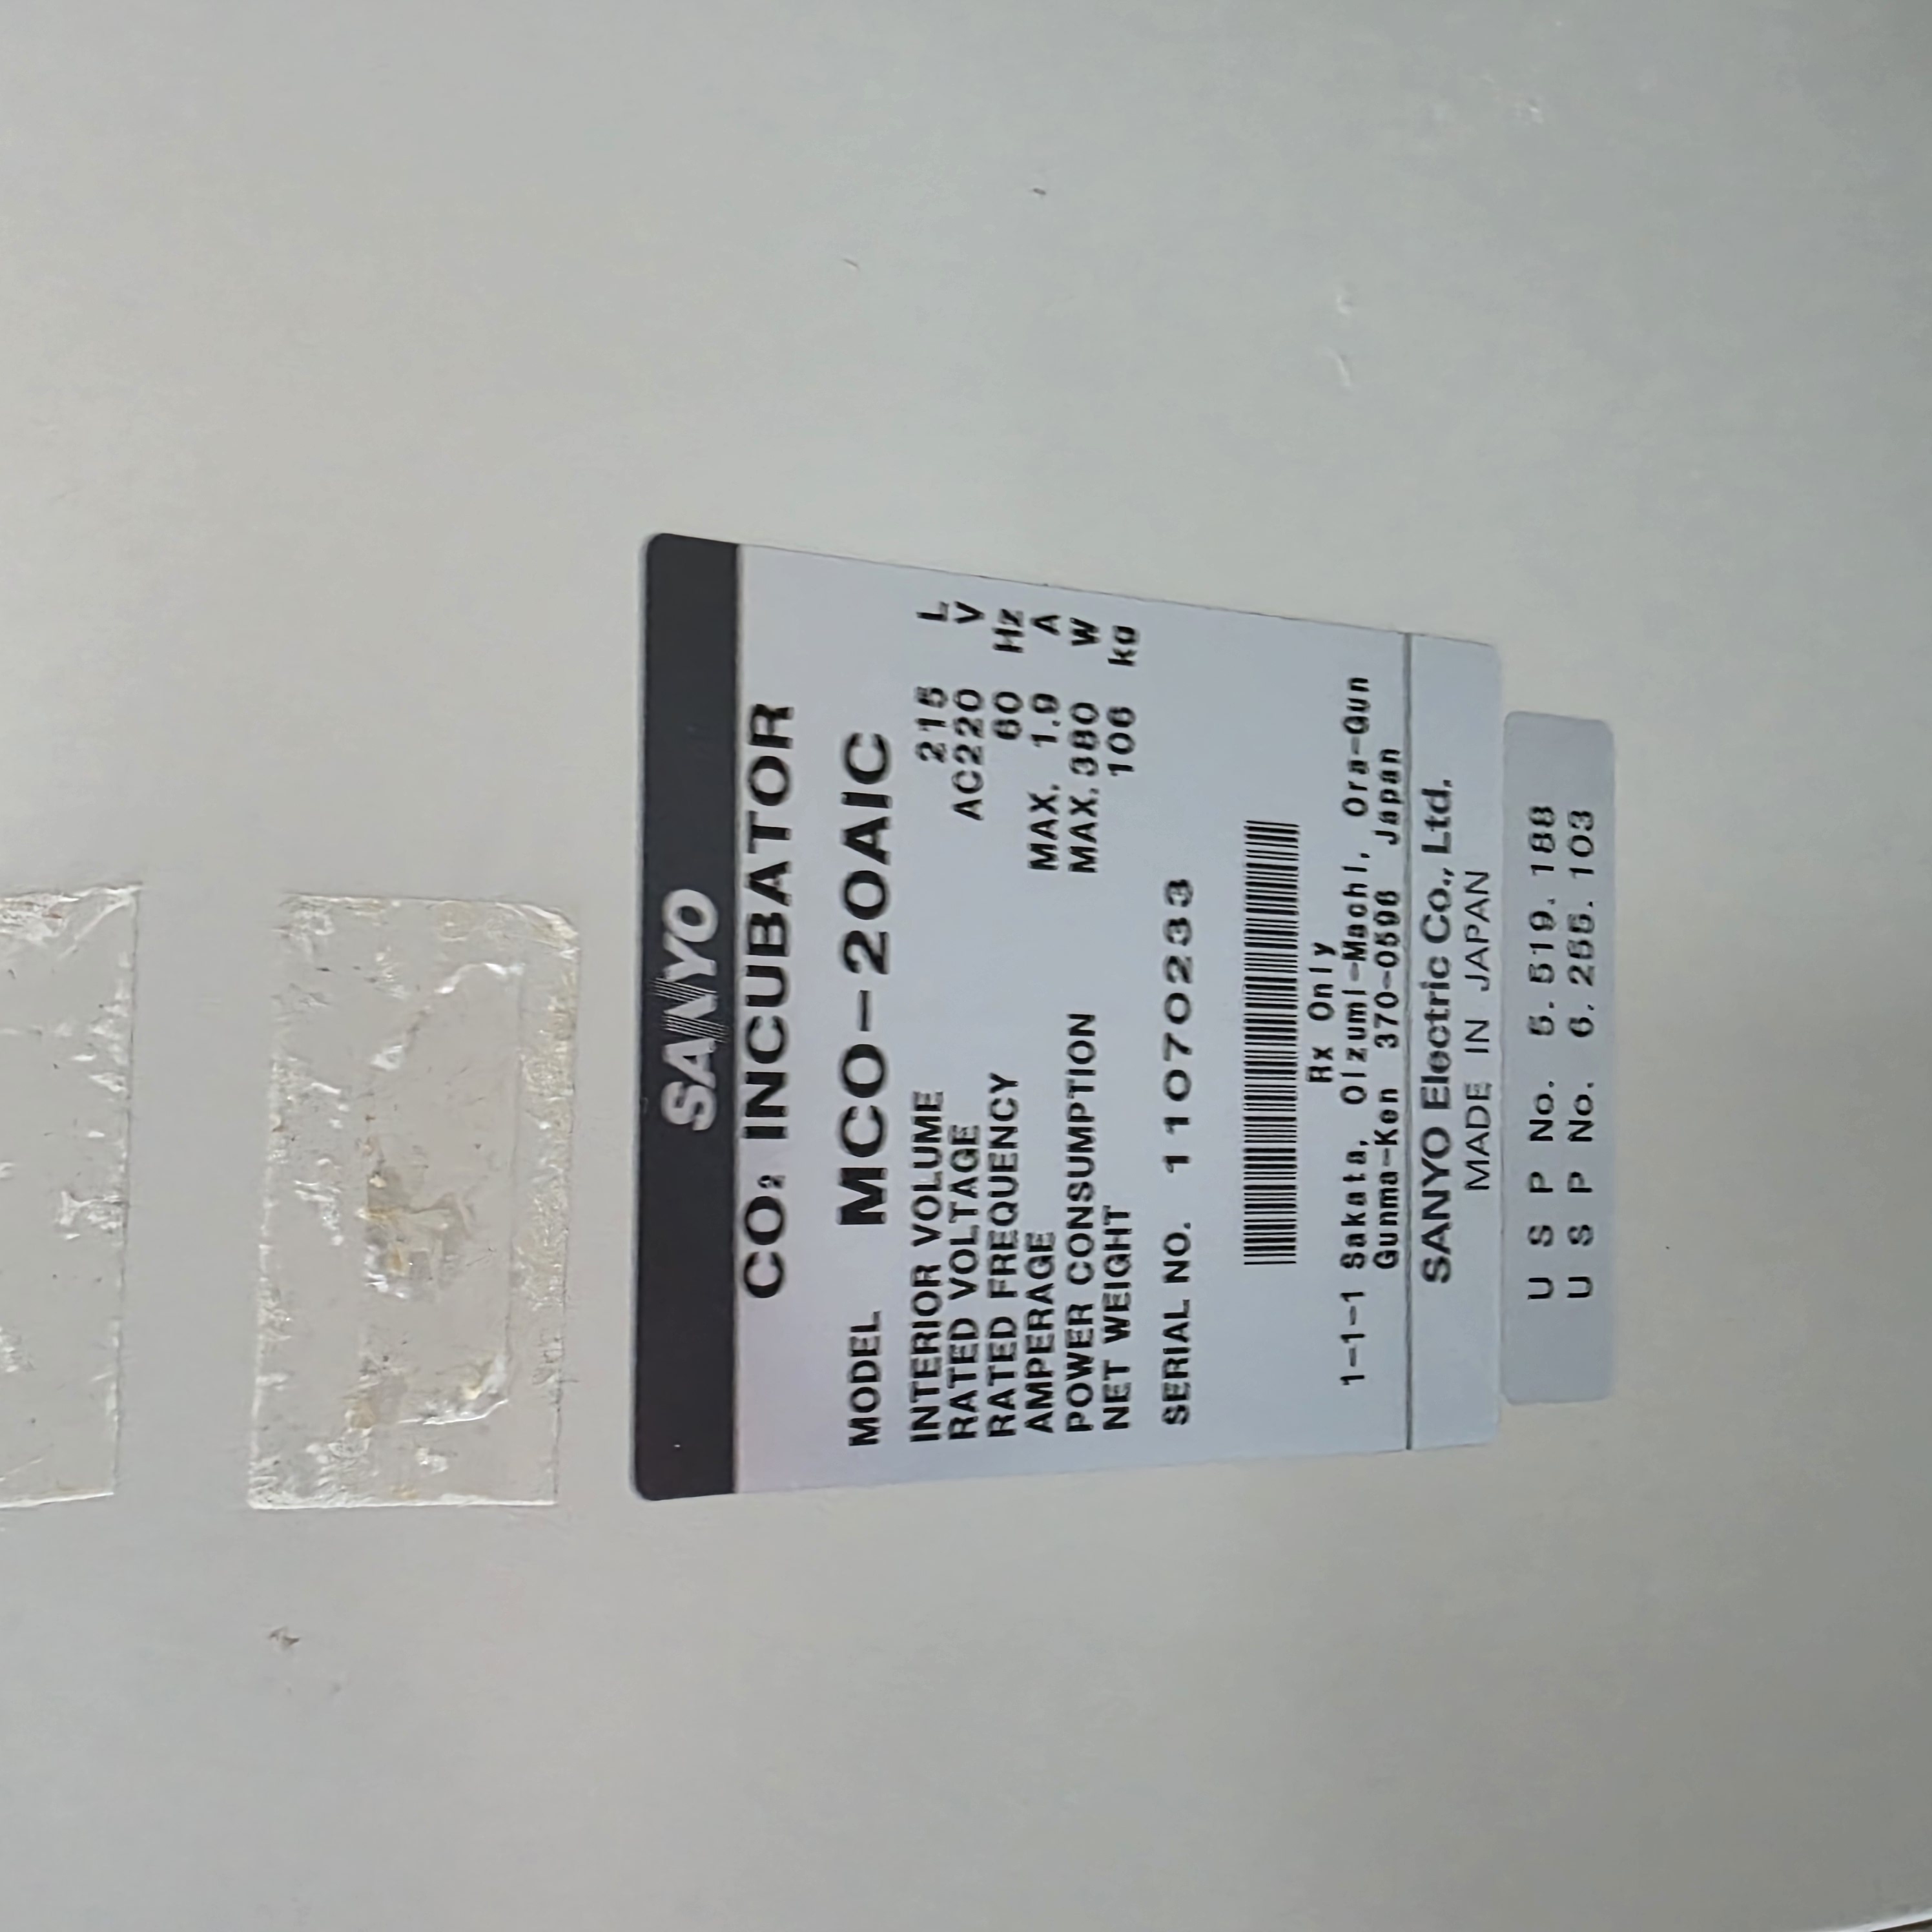 SANYO
CO₂ INCUBATOR
MODEL MCO-20AIC
INTERIOR VOLUME 215 L
RATED VOLTAGE AC220 V
RATED FREQUENCY 60 Hz
AMPERAGE MAX. 1.9 A
POWER CONSUMPTION MAX. 380 W
NET WEIGHT 106 kg
SERIAL NO. 11070233
Rx Only
1-1-1 Sakata, Oizumi-Machi, Ora-Gun
Gunma-Ken 370-0596 Japan
SANYO Electric Co., Ltd.
MADE IN JAPAN
U S P No. 5. 519. 188
U S P No. 6. 255. 103